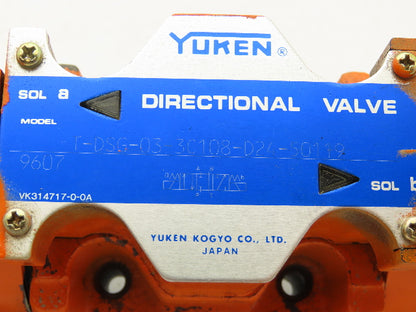 YUKEN ®
SOL a
DIRECTIONAL VALVE
MODEL
-DSG-03-3C108-D24-50119
9607
SOL b
VK314717-0-0A
YUKEN KOGYO CO., LTD.
JAPAN